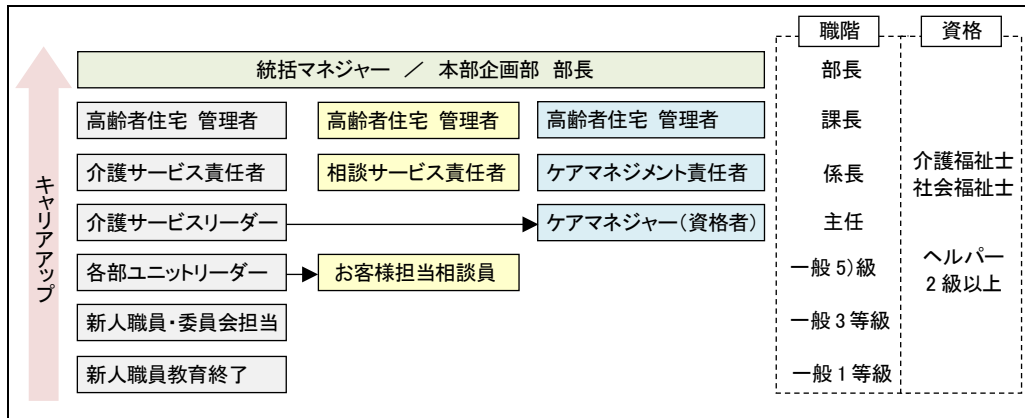 職階 資格
統括マネジャー ／ 本部企画部 部長 部長
高齢者住宅 管理者 高齢者住宅 管理者 高齢者住宅 管理者 課長
介護サービス責任者 相談サービス責任者 ケアマネジメント責任者 係長
介護福祉士
社会福祉士
介護サービスリーダー ケアマネジャー（資格者） 主任
各部ユニットリーダー お客様担当相談員 一般 5）級
ヘルパー
2 級以上
新人職員・委員会担当 一般 3 等級
新人職員教育終了 一般 1 等級
キャリアアップ